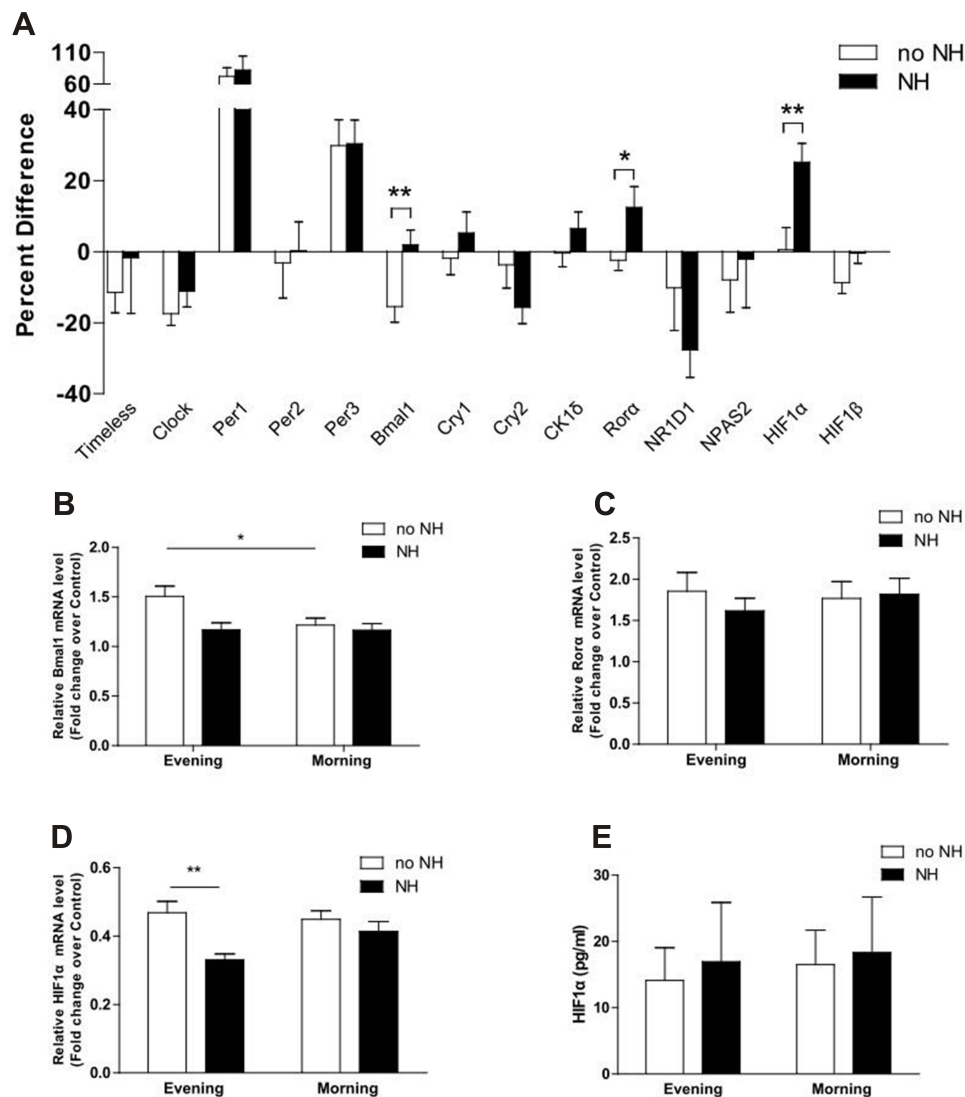 A
Percent Difference
110
60
40
20
0
-20
-40
no NH
NH
**
*
**
Timeless
Clock
Per1
Per2
Per3
Bmal1
Cry1
Cry2
CK1δ
Rorα
NR1D1
NPAS2
HIF1α
HIF1β
B
no NH
NH
Relative Bmal1 mRNA level
(Fold change over Control)
2.0
1.5
1.0
0.5
0.0
*
Evening Morning
C
no NH
NH
Relative Rorα mRNA level
(Fold change over Control)
2.5
2.0
1.5
1.0
0.5
0.0
Evening Morning
D
no NH
NH
Relative HIF1α mRNA level
(Fold change over Control)
0.6
0.4
0.2
0.0
**
Evening Morning
E
no NH
NH
HIF1α (pg/ml)
30
20
10
0
Evening Morning